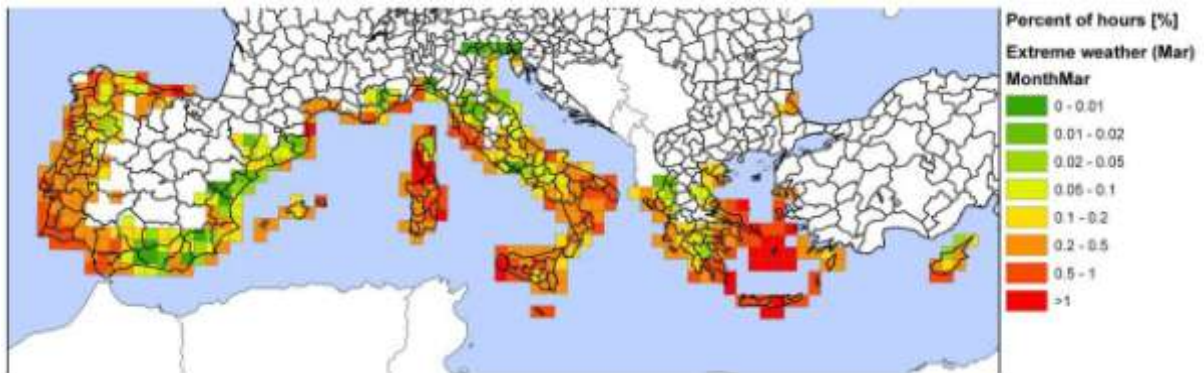 Percent of hours [%]
Extreme weather (Mar)
MonthMar
0 - 0.01
0.01 - 0.02
0.02 - 0.05
0.05 - 0.1
0.1 - 0.2
0.2 - 0.5
0.5 - 1
>1